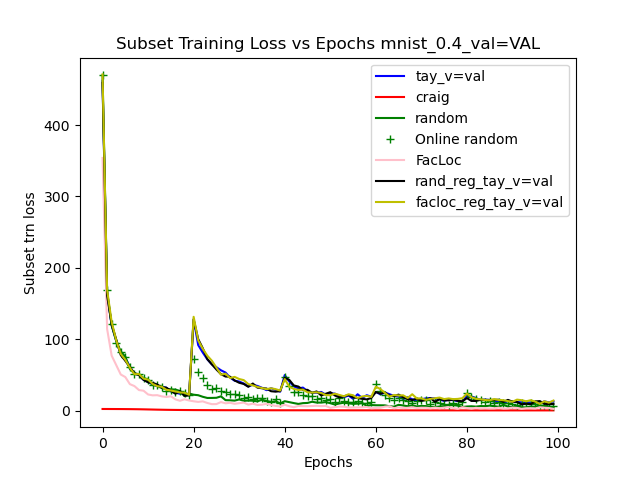 Subset Training Loss vs Epochs mnist_0.4_val=VAL
tay_v=val
craig
random
Online random
FacLoc
rand_reg_tay_v=val
facloc_reg_tay_v=val
Subset trn loss
400
300
200
100
0
0 20 40 60 80 100
Epochs